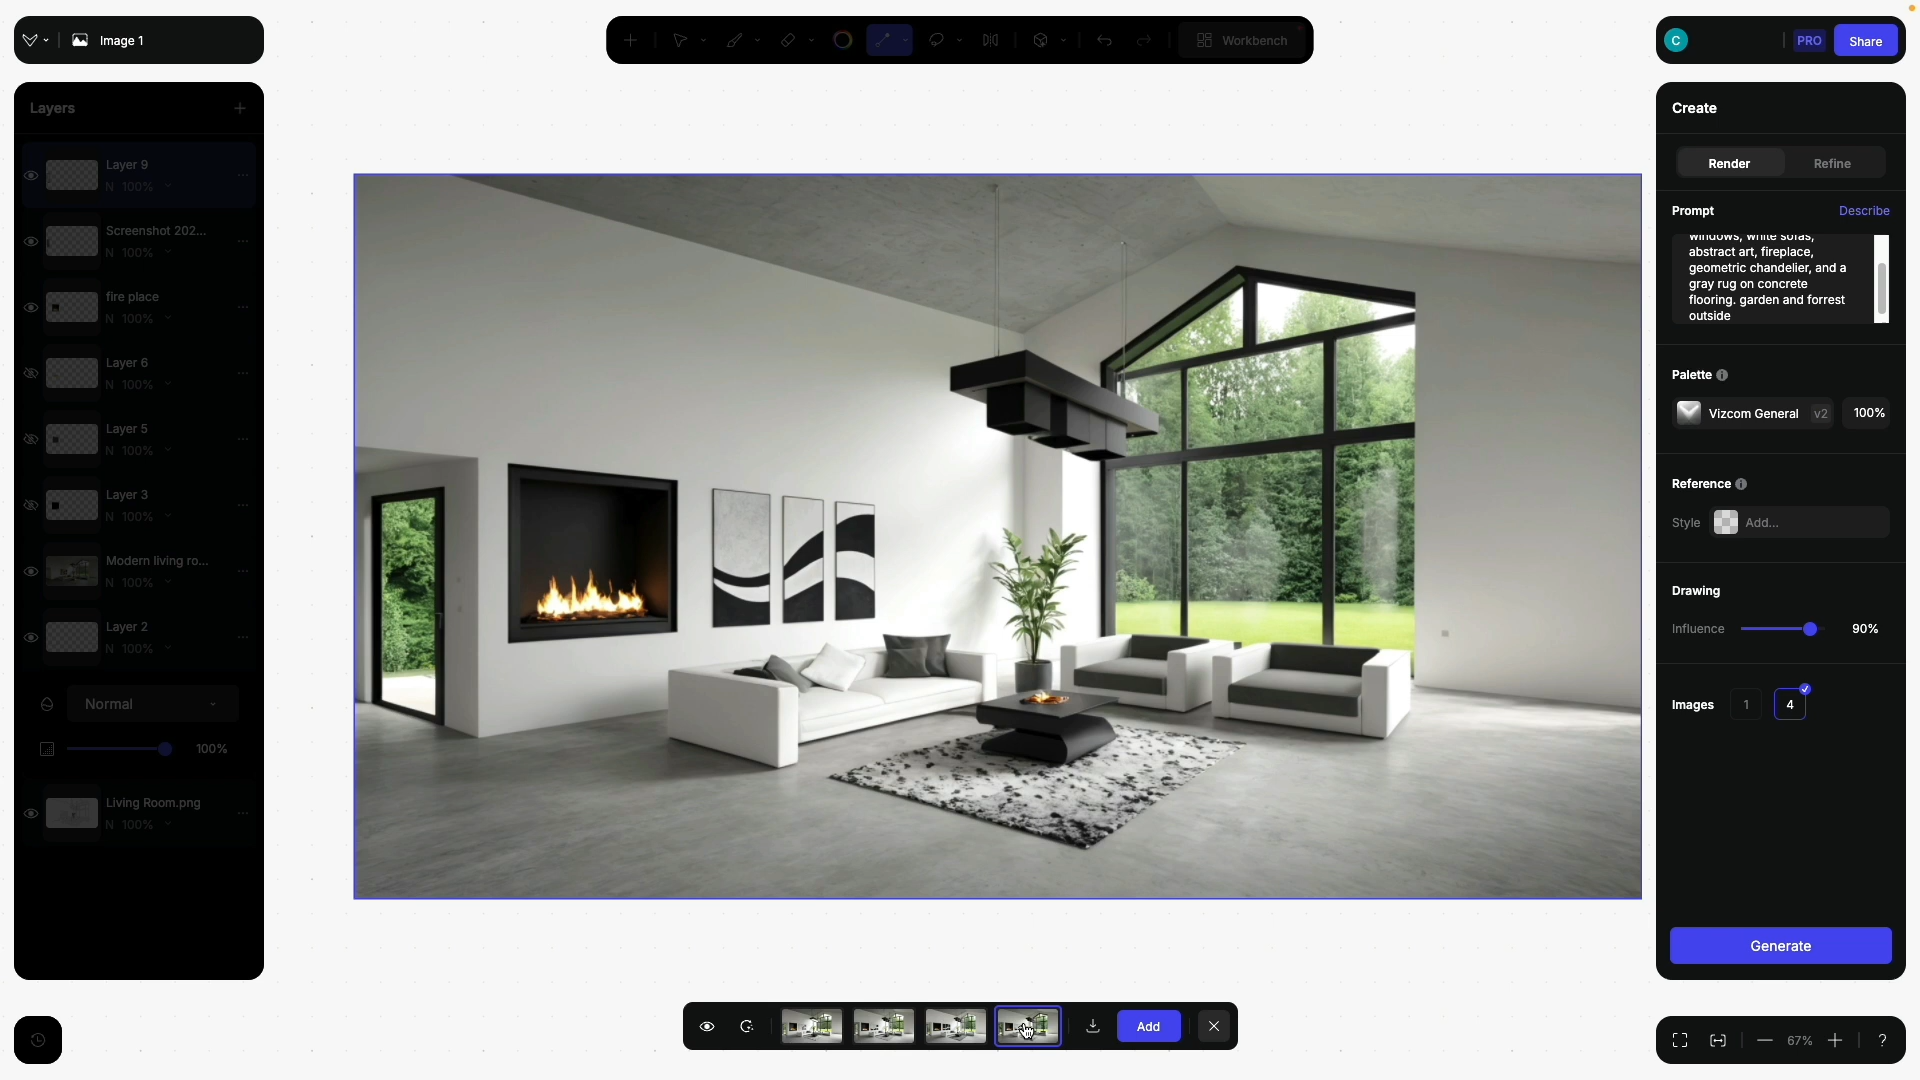 Image 1
Workbench
C
PRO
Share
Layers
Layer 9
N 100%
Screenshot 202...
N 100%
fire place
N 100%
Layer 6
N 100%
Layer 5
N 100%
Layer 3
N 100%
Modern living ro...
N 100%
Layer 2
N 100%
Normal
100%
Living Room.png
N 100%
Create
Render
Refine
Prompt
Describe
windows, white sofas,
abstract art, fireplace,
geometric chandelier, and a
gray rug on concrete
flooring. garden and forrest
outside
Palette
Vizcom General v2 100%
Reference
Style Add...
Drawing
Influence 90%
Images 1 4
Generate
Add
67%
?